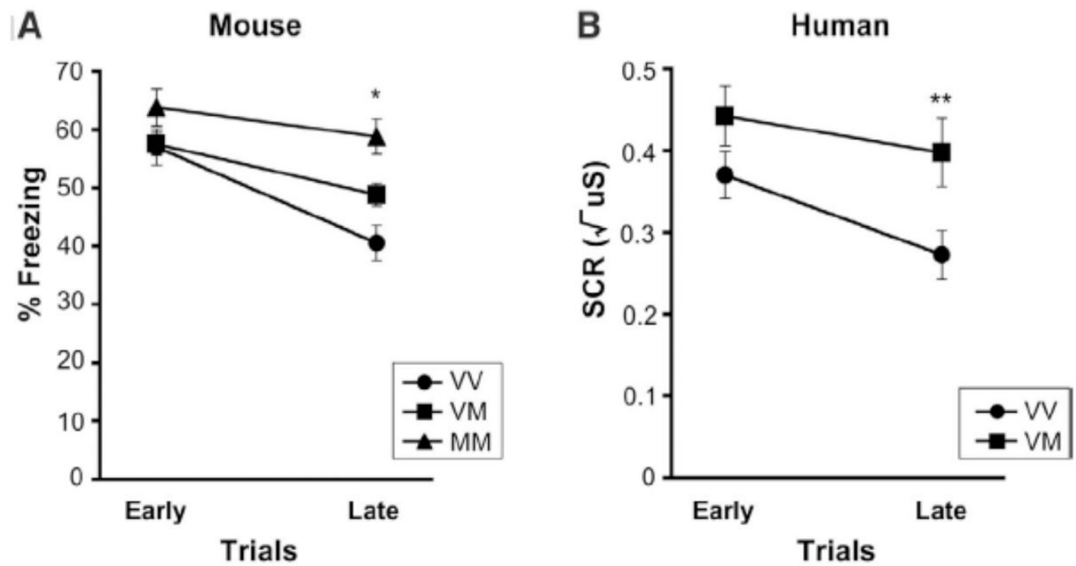 A
Mouse
70
60
50
40
30
20
10
0
% Freezing
*
VV
VM
MM
Early
Late
Trials
B
Human
0.5
0.4
0.3
0.2
0.1
0
SCR (√uS)
**
VV
VM
Early
Late
Trials